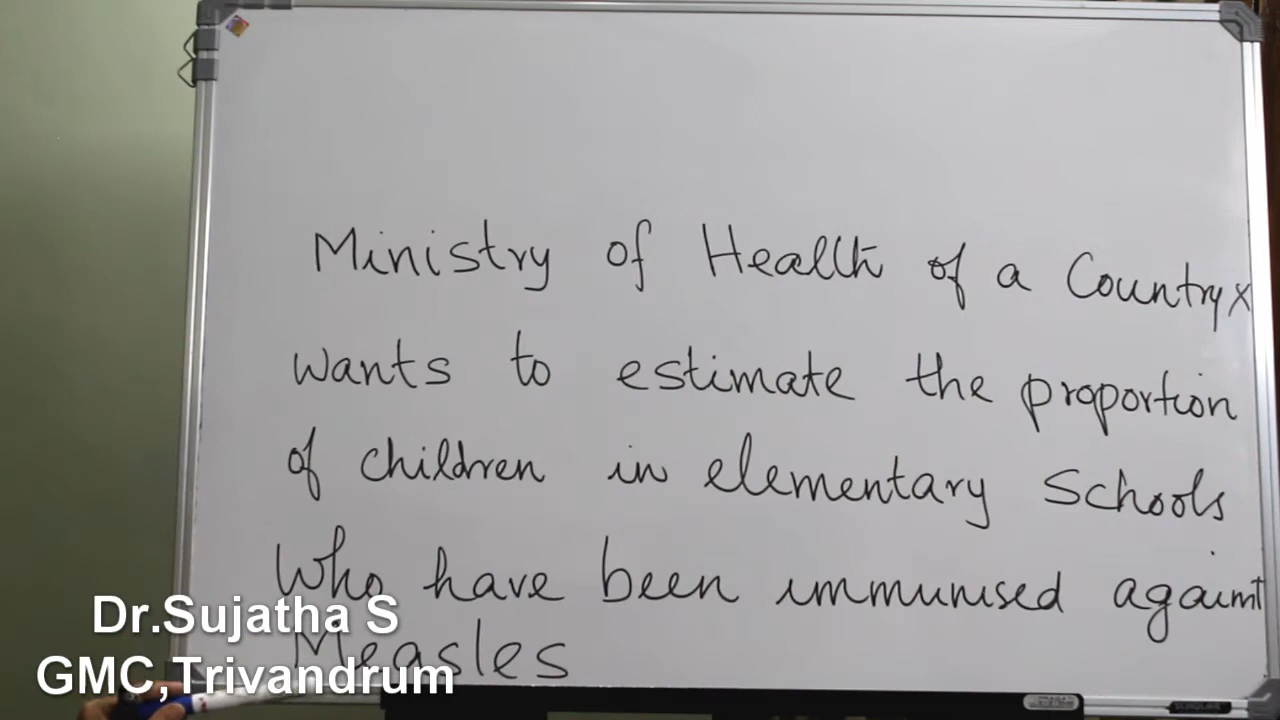 Ministry of Health of a Country x
wants to estimate the proportion
of children in elementary Schools
Who have been immunised against
Measles
Dr.Sujatha S
GMC,Trivandrum